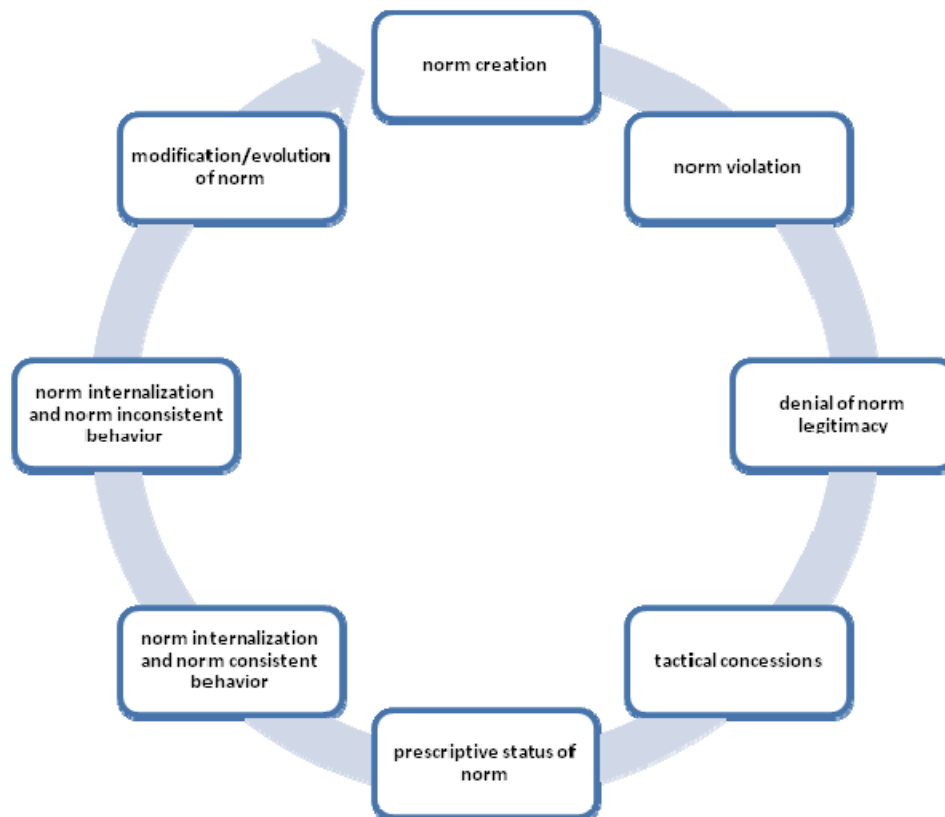 norm creation
norm violation
denial of norm
legitimacy
tactical concessions
prescriptive status of
norm
norm internalization
and norm consistent
behavior
norm internalization
and norm inconsistent
behavior
modification/evolution
of norm